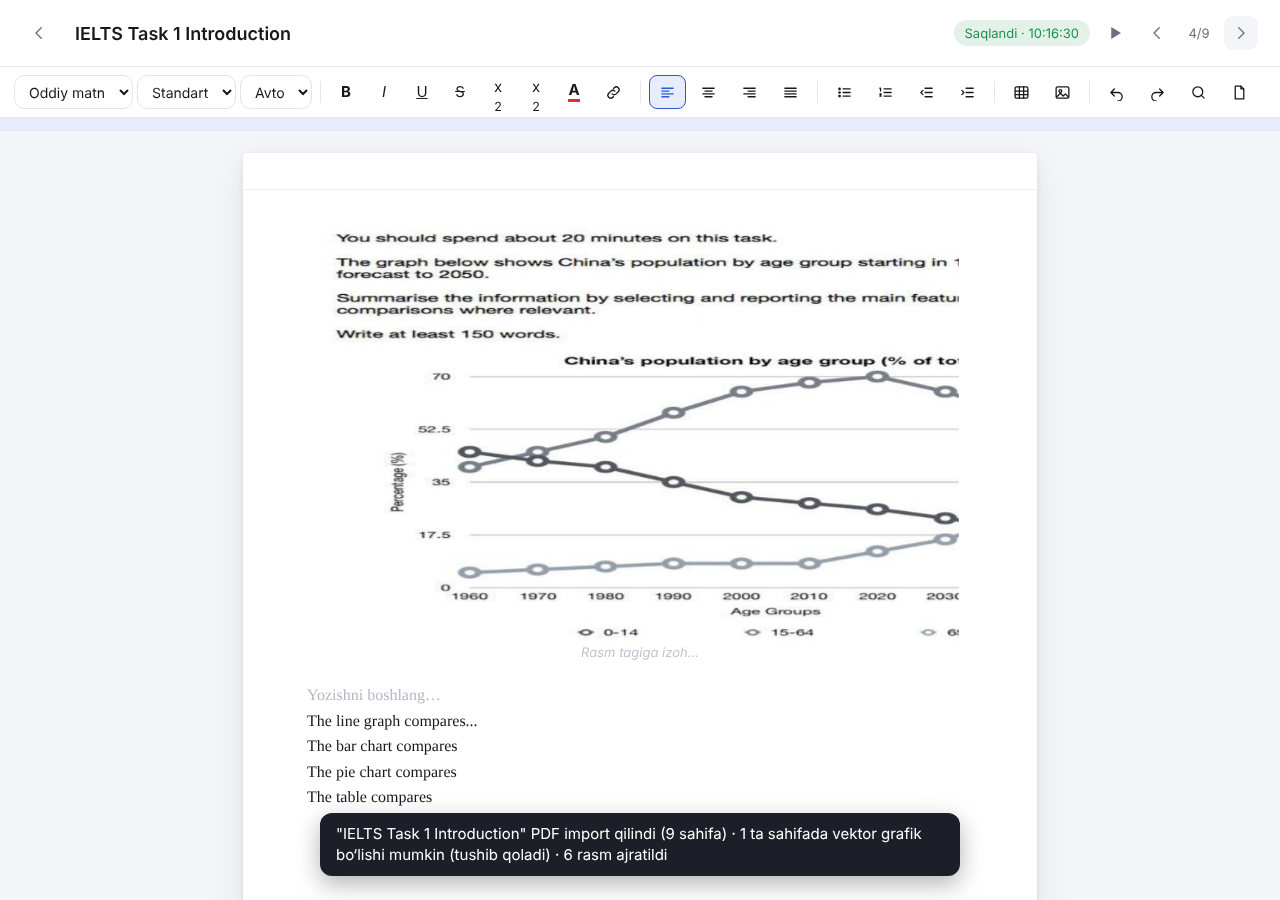 IELTS Task 1 Introduction
Saqlandi · 10:16:30
4/9
Oddiy matn
Standart
Avto
B I U S X2 X2 A
You should spend about 20 minutes on this task.
The graph below shows China's population by age group starting in
forecast to 2050.
Summarise the information by selecting and reporting the main
comparisons where relevant.
Write at least 150 words.
China's population by age group (% of
70
52.5
35
17.5
0
Percentage (%)
1960 1970 1980 1990 2000 2010 2020 2030
Age Groups
0-14 15-64
Rasm tagiga izoh...
Yozishni boshlang…
The line graph compares...
The bar chart compares
The pie chart compares
The table compares
"IELTS Task 1 Introduction" PDF import qilindi (9 sahifa) · 1 ta sahifada vektor grafik
bo‘lishi mumkin (tushib qoladi) · 6 rasm ajratildi